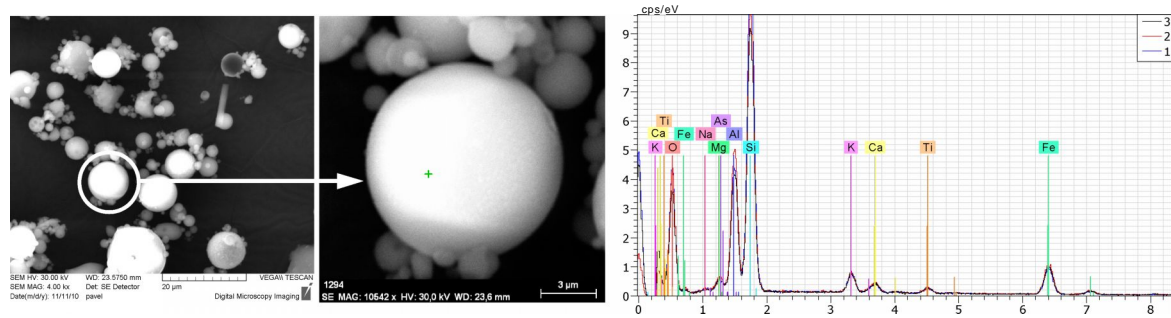 SEM HV: 30.00 kV WD: 23.5750 mm VEGA\\ TESCAN
SEM MAG: 4.00 kx Det: SE Detector 20 µm
Date(m/d/y): 11/11/10 pavel Digital Microscopy Imaging
1294
SE MAG: 10542 x HV: 30,0 kV WD: 23,6 mm 3 µm
cps/eV
3
2
1
9
8
7
6
5
4
3
2
1
0
Ti As
Ca Fe Na Al
K O Mg Si K Ca Ti Fe
0 1 2 3 4 5 6 7 8